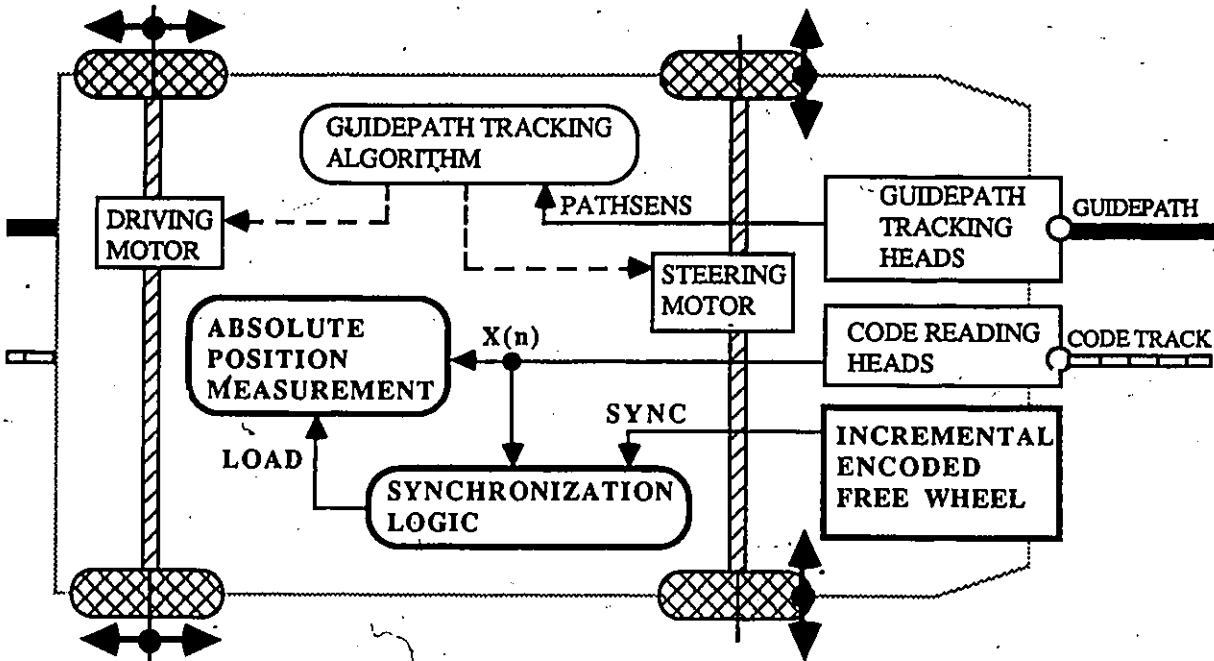 GUIDEPATH TRACKING
ALGORITHM
PATHSENS
DRIVING
MOTOR
GUIDEPATH
TRACKING
HEADS
GUIDEPATH
STEERING
MOTOR
ABSOLUTE
POSITION
MEASUREMENT
X(n)
CODE READING
HEADS
CODE TRACK
SYNC
LOAD
INCREMENTAL
ENCODED
FREE WHEEL
SYNCHRONIZATION
LOGIC